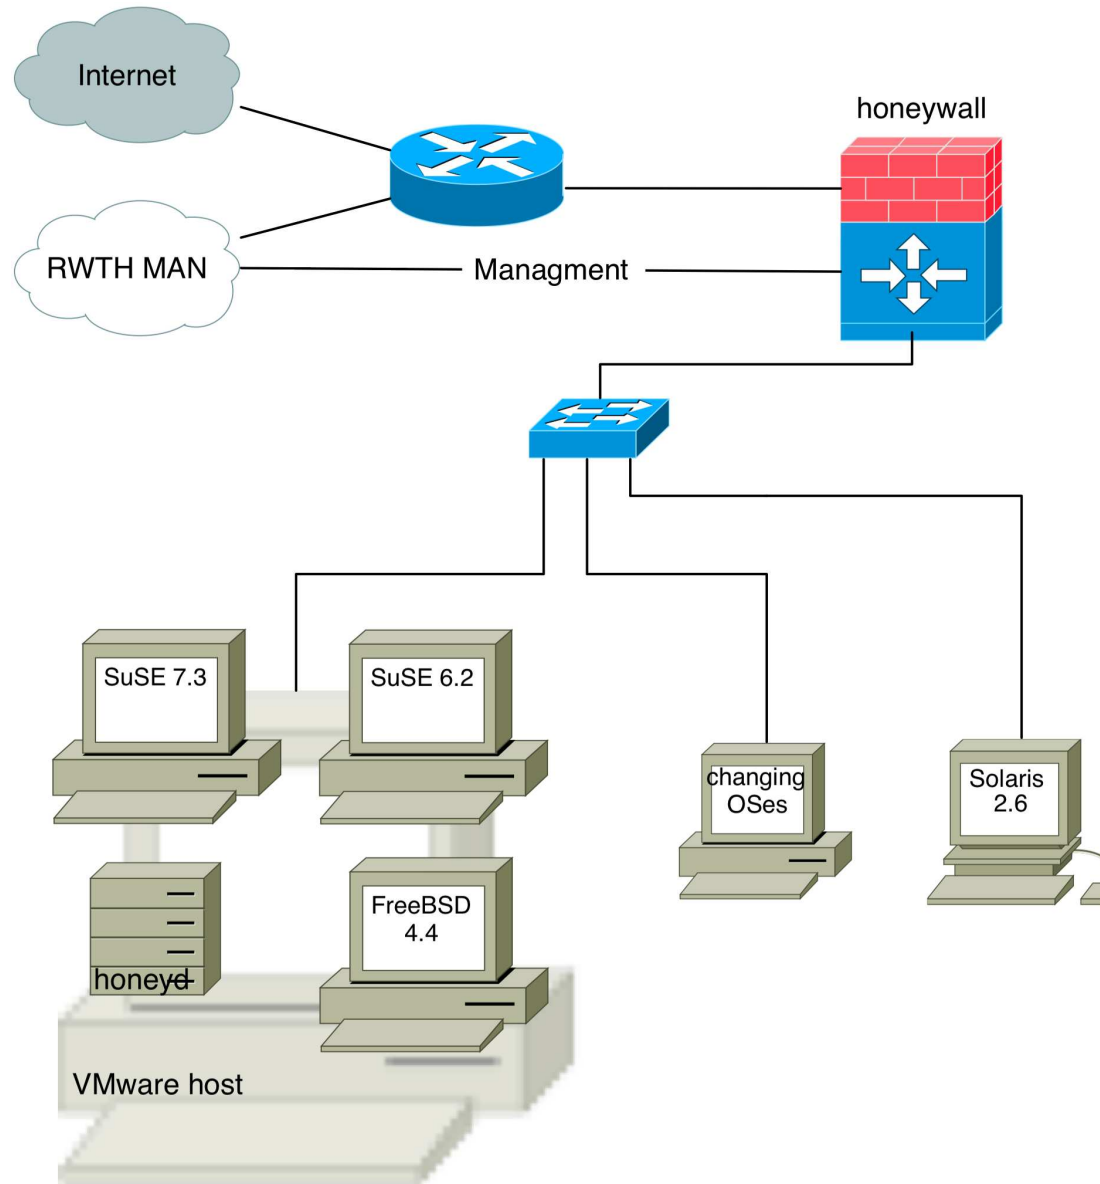 Internet
honeywall
RWTH MAN
Managment
SuSE 7.3
SuSE 6.2
changing
OSes
Solaris
2.6
FreeBSD
4.4
honeyd
VMware host